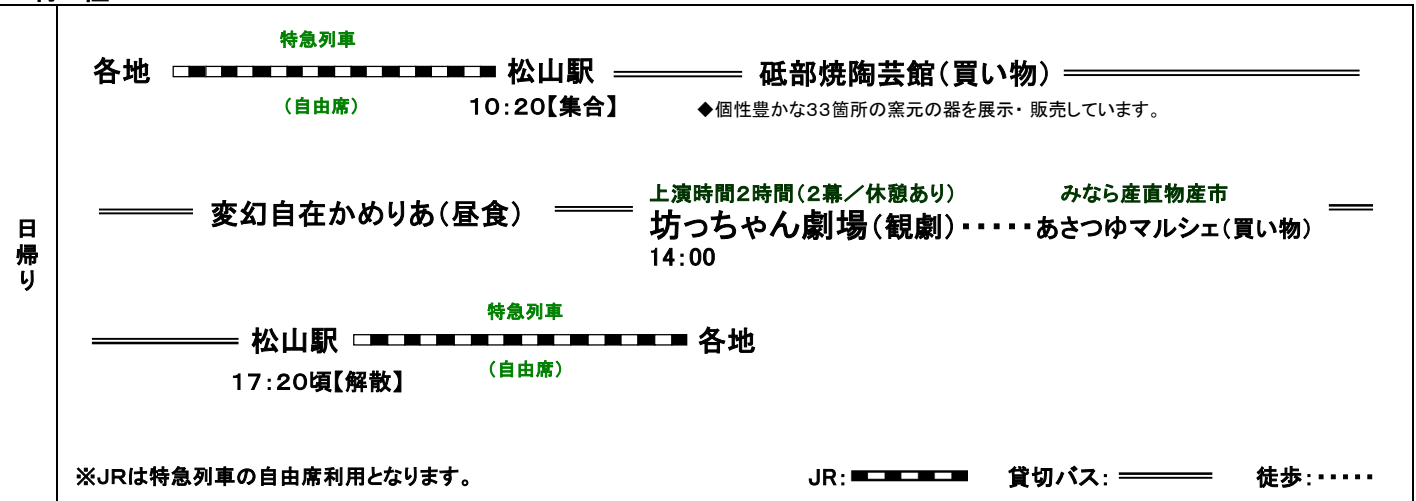 日帰り
特急列車
各地 松山駅 砥部焼陶芸館(買い物)
(自由席) 10:20【集合】 ◆個性豊かな33箇所の窯元の器を展示・販売しています。
上演時間2時間(2幕/休憩あり) みなら産直物産市
変幻自在かめりあ(昼食) 坊っちゃん劇場(観劇)・・・・・あさつゆマルシェ(買い物)
14:00
特急列車
松山駅 各地
17:20頃【解散】 (自由席)
※JRは特急列車の自由席利用となります。 JR: 貸切バス: 徒歩:・・・・・